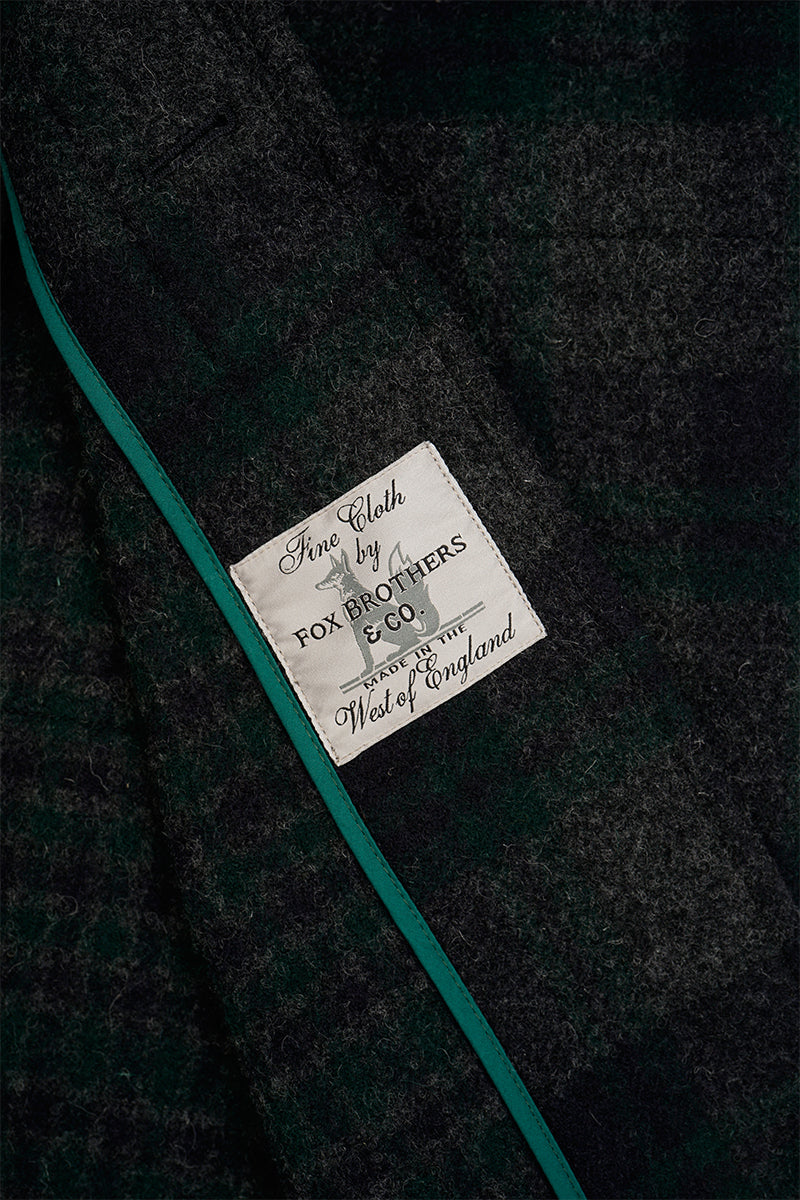 Fine Cloth
by
FOX BROTHERS
& CO.
MADE IN THE
West of England